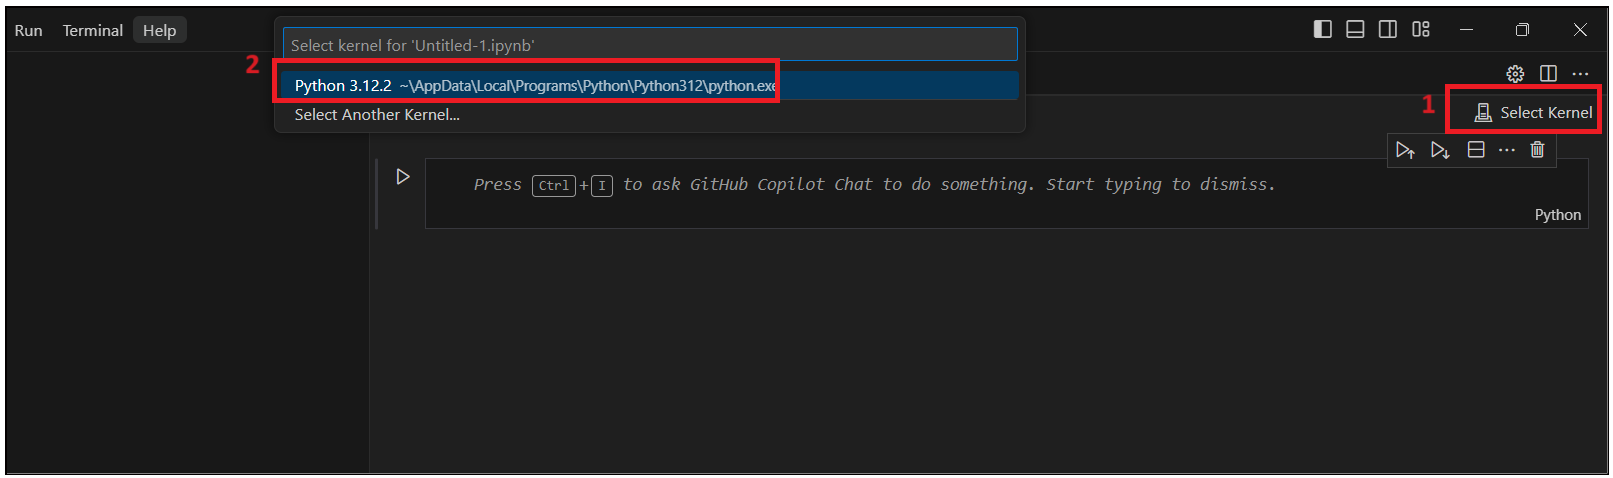 Run Terminal Help
Select kernel for 'Untitled-1.ipynb'
2
Python 3.12.2 ~\AppData\Local\Programs\Python\Python312\python.exe
Select Another Kernel...
1
Select Kernel
Press Ctrl+I to ask GitHub Copilot Chat to do something. Start typing to dismiss.
Python